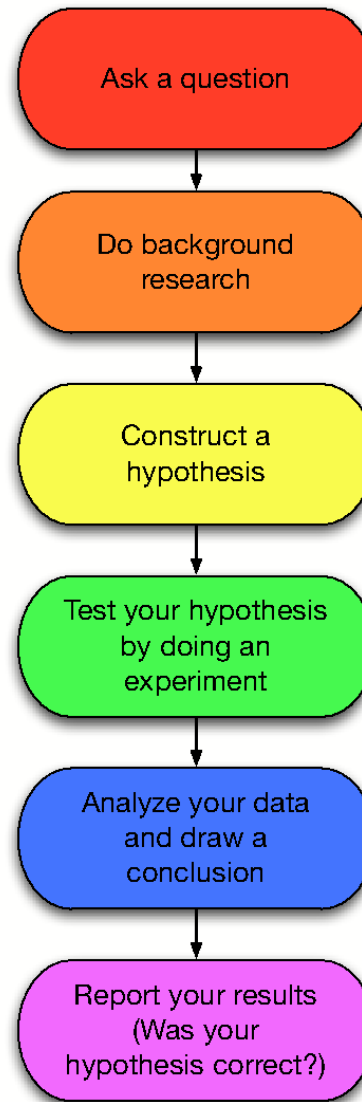 Ask a question
Do background
research
Construct a
hypothesis
Test your hypothesis
by doing an
experiment
Analyze your data
and draw a
conclusion
Report your results
(Was your
hypothesis correct?)